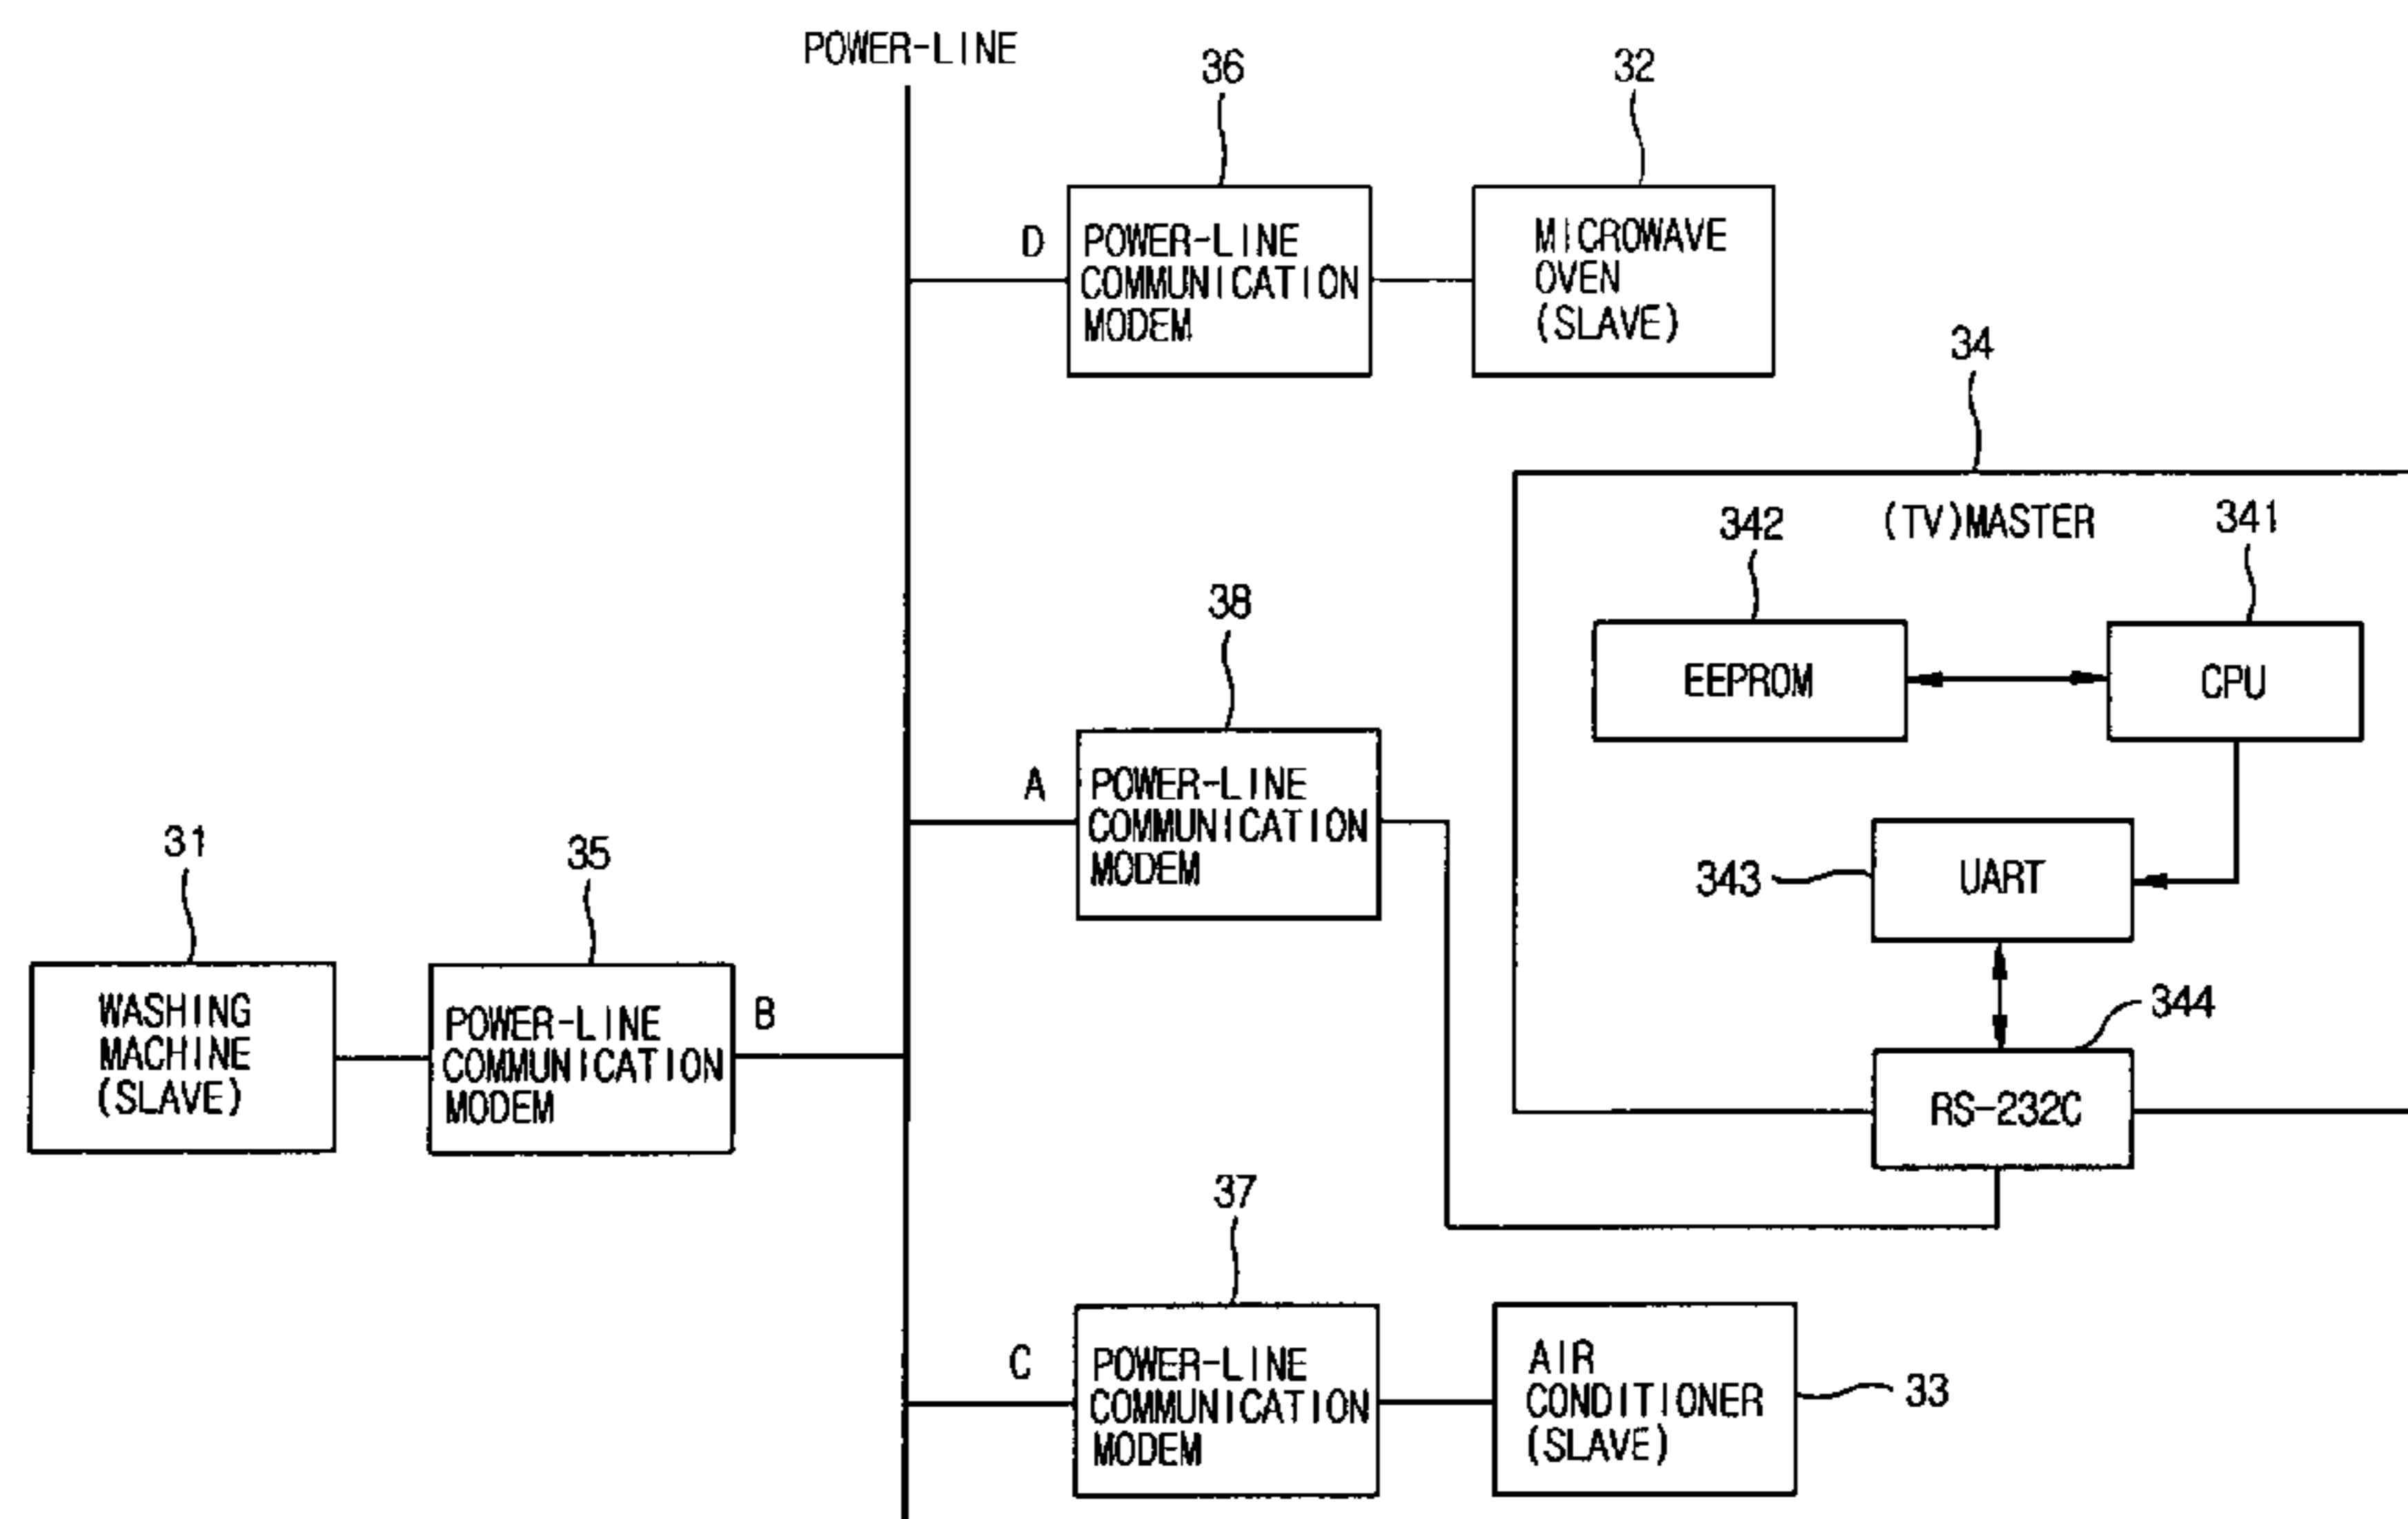 POWER-LINE
36
32
D
POWER-LINE
COMMUNICATION
MODEM
MICROWAVE
OVEN
(SLAVE)
34
(TV)MASTER
342
341
EEPROM
CPU
38
A
POWER-LINE
COMMUNICATION
MODEM
343
UART
31
35
WASHING
MACHINE
(SLAVE)
POWER-LINE
COMMUNICATION
MODEM
B
344
RS-232C
37
C
POWER-LINE
COMMUNICATION
MODEM
AIR
CONDITIONER
(SLAVE)
33